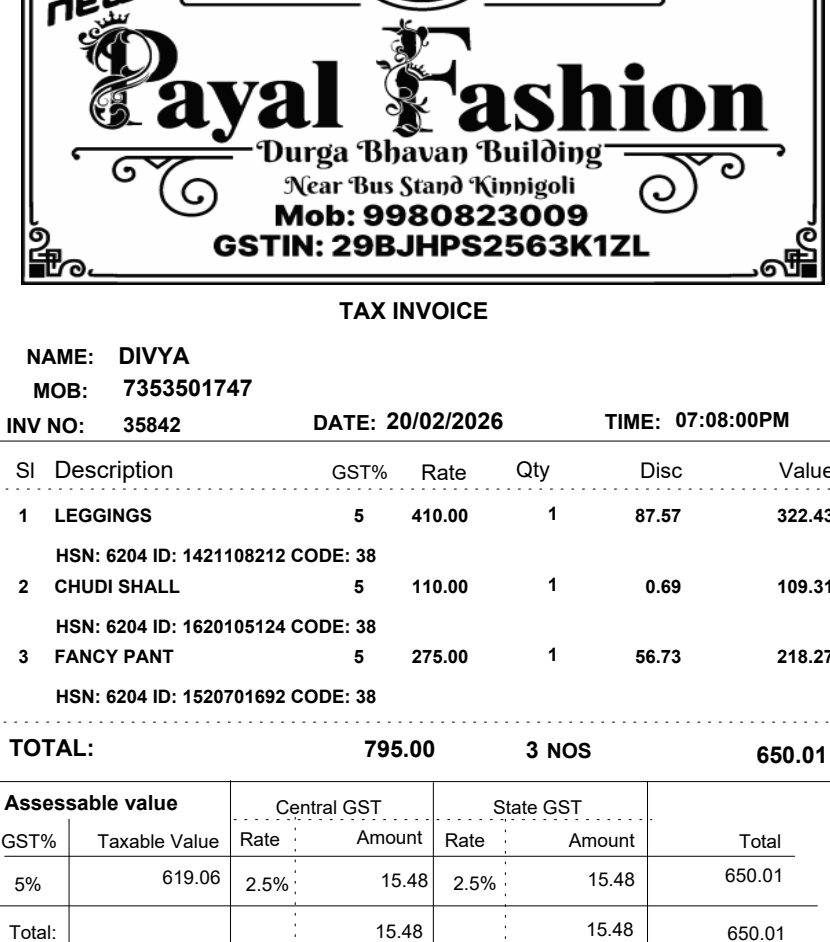 new
Payal Fashion
Durga Bhavan Building
Near Bus Stand Kinnigoli
Mob: 9980823009
GSTIN: 29BJHPS2563K1ZL
TAX INVOICE
NAME: DIVYA
MOB: 7353501747
INV NO: 35842 DATE: 20/02/2026 TIME: 07:08:00PM
Sl Description GST% Rate Qty Disc Value
1 LEGGINGS 5 410.00 1 87.57 322.43
HSN: 6204 ID: 1421108212 CODE: 38
2 CHUDI SHALL 5 110.00 1 0.69 109.31
HSN: 6204 ID: 1620105124 CODE: 38
3 FANCY PANT 5 275.00 1 56.73 218.27
HSN: 6204 ID: 1520701692 CODE: 38
TOTAL: 795.00 3 NOS 650.01
Assessable value Central GST State GST
GST% Taxable Value Rate Amount Rate Amount Total
5% 619.06 2.5% 15.48 2.5% 15.48 650.01
Total: 15.48 15.48 650.01